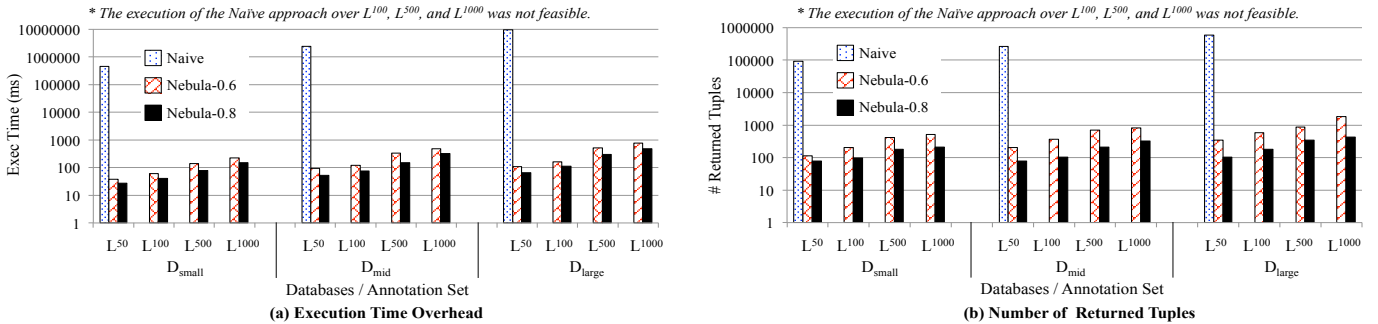 * The execution of the Naïve approach over L100, L500, and L1000 was not feasible.
Exec Time (ms)
10000000
1000000
100000
10000
1000
100
10
1
Naive
Nebula-0.6
Nebula-0.8
L50 L100 L500 L1000 L50 L100 L500 L1000 L50 L100 L500 L1000
Dsmall Dmid Dlarge
Databases / Annotation Set
(a) Execution Time Overhead
* The execution of the Naïve approach over L100, L500, and L1000 was not feasible.
# Returned Tuples
1000000
100000
10000
1000
100
10
1
Naive
Nebula-0.6
Nebula-0.8
L50 L100 L500 L1000 L50 L100 L500 L1000 L50 L100 L500 L1000
Dsmall Dmid Dlarge
Databases / Annotation Set
(b) Number of Returned Tuples